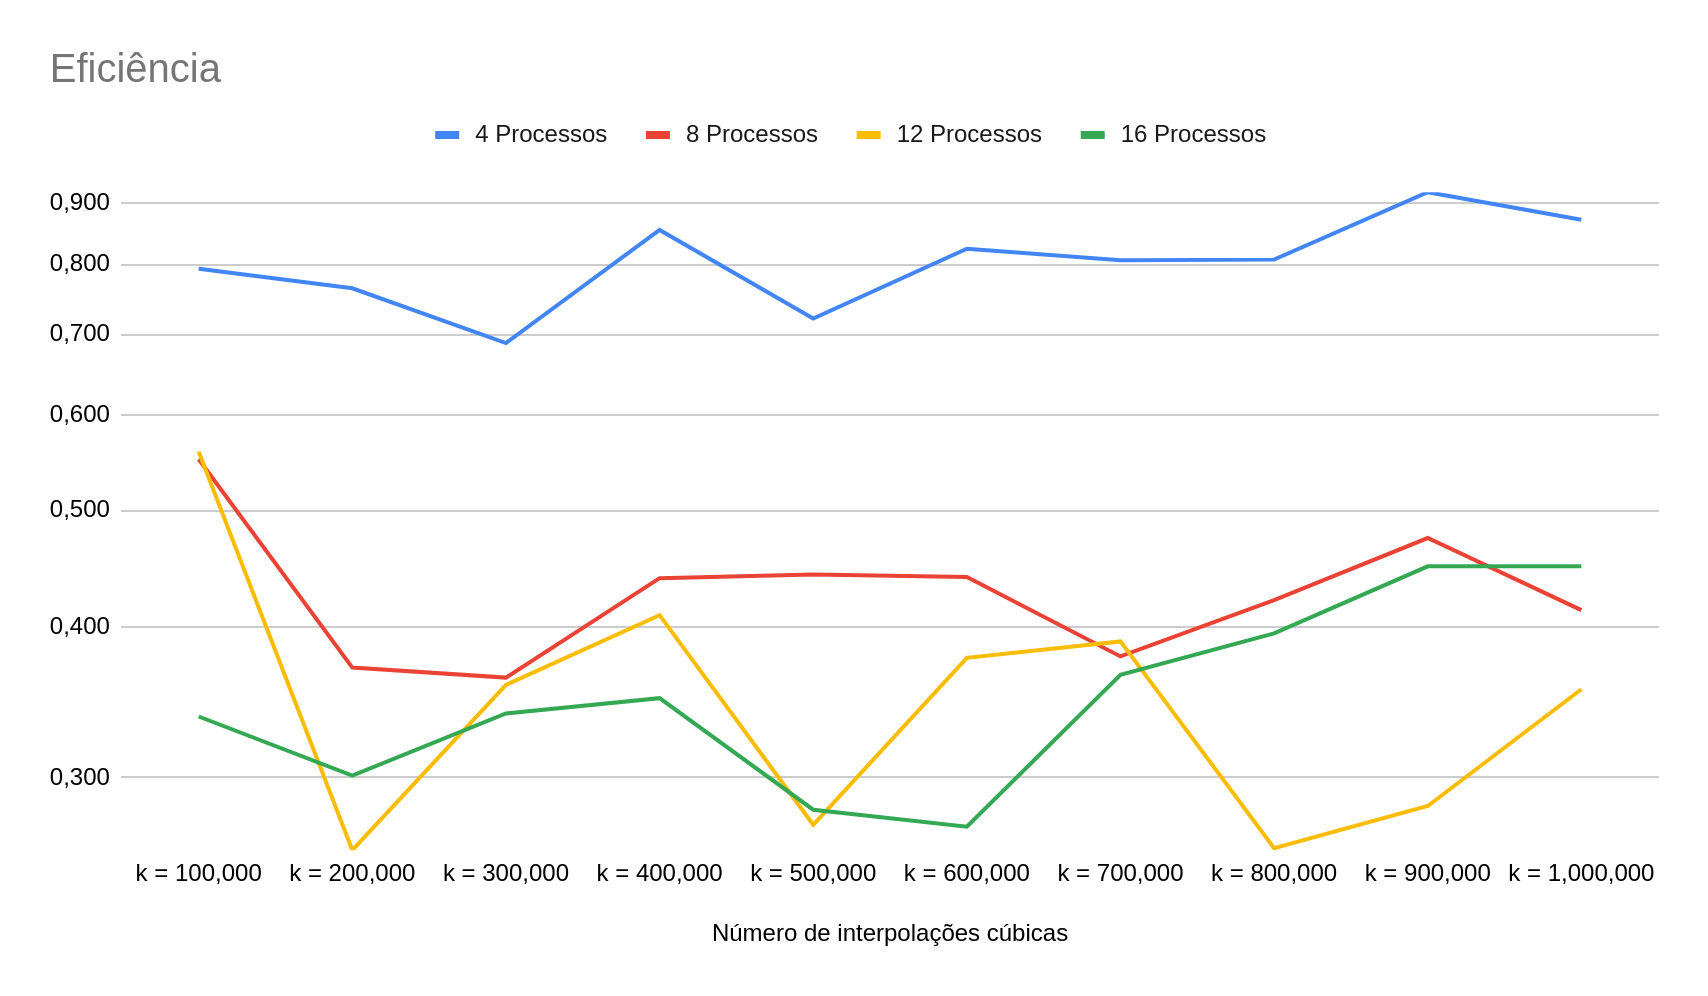 Eficiência
4 Processos 8 Processos 12 Processos 16 Processos
0,900
0,800
0,700
0,600
0,500
0,400
0,300
k = 100,000 k = 200,000 k = 300,000 k = 400,000 k = 500,000 k = 600,000 k = 700,000 k = 800,000 k = 900,000 k = 1,000,000
Número de interpolações cúbicas